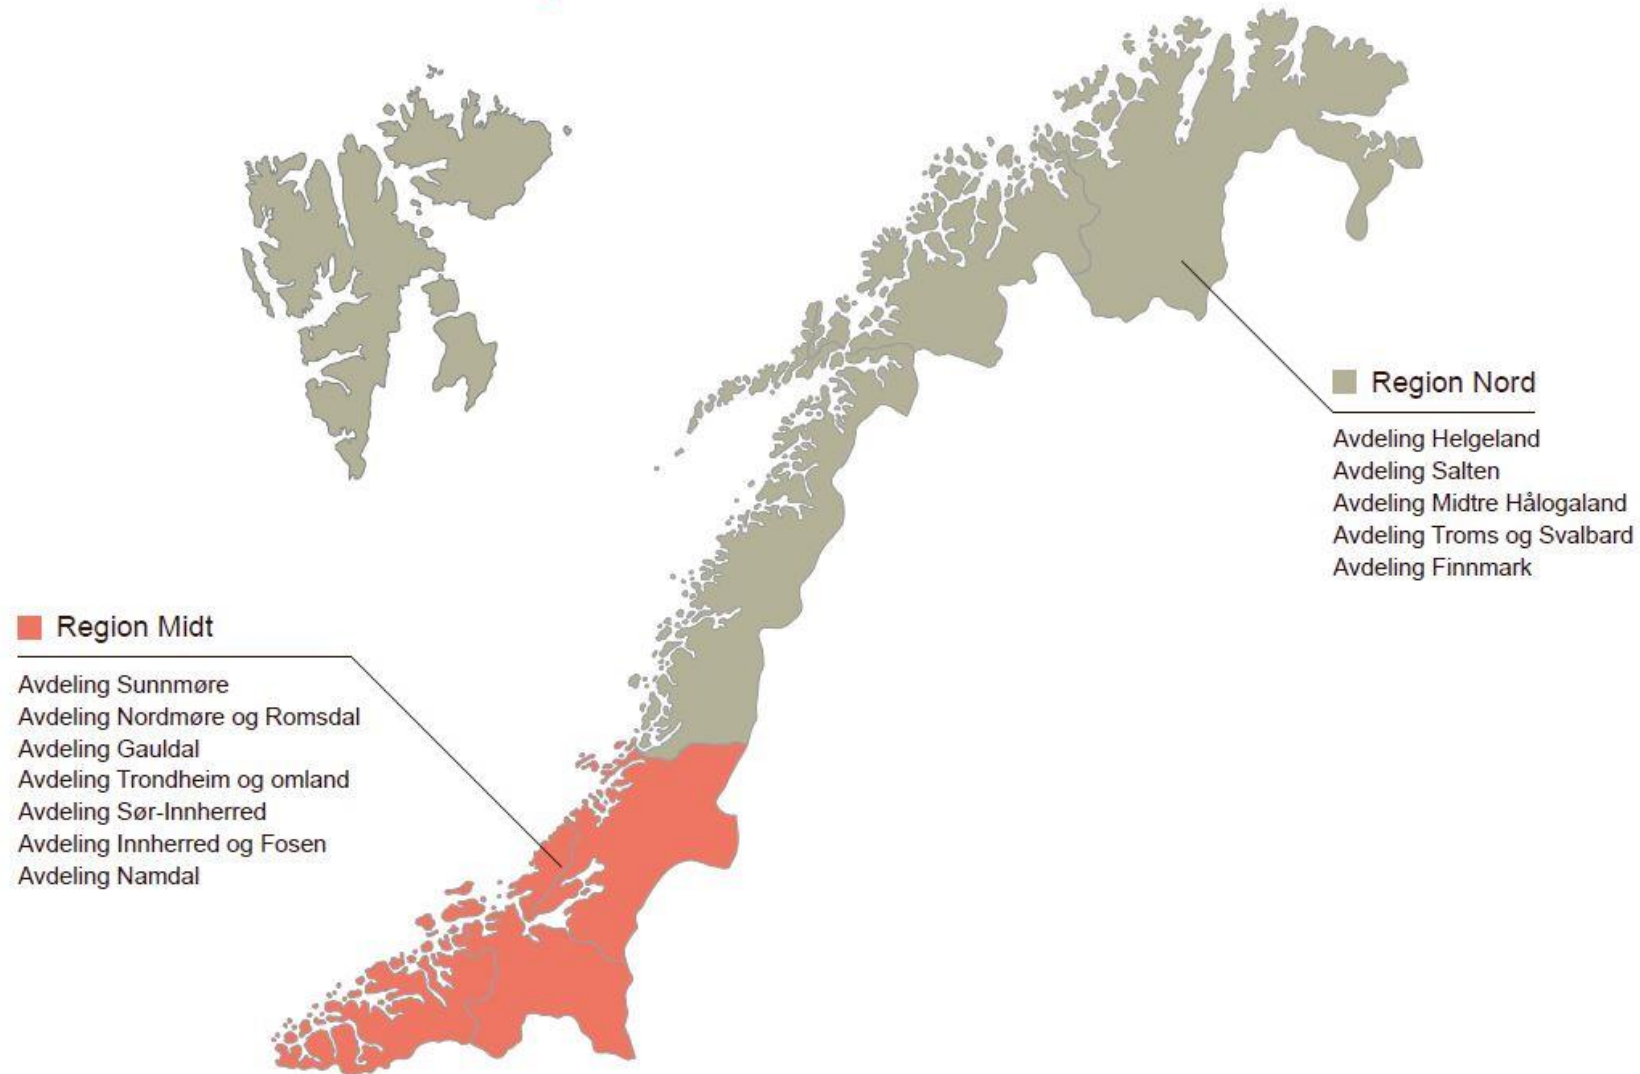 Region Nord
Avdeling Helgeland
Avdeling Salten
Avdeling Midtre Hålogaland
Avdeling Troms og Svalbard
Avdeling Finnmark
Region Midt
Avdeling Sunnmøre
Avdeling Nordmøre og Romsdal
Avdeling Gauldal
Avdeling Trondheim og omland
Avdeling Sør-Innherred
Avdeling Innherred og Fosen
Avdeling Namdal